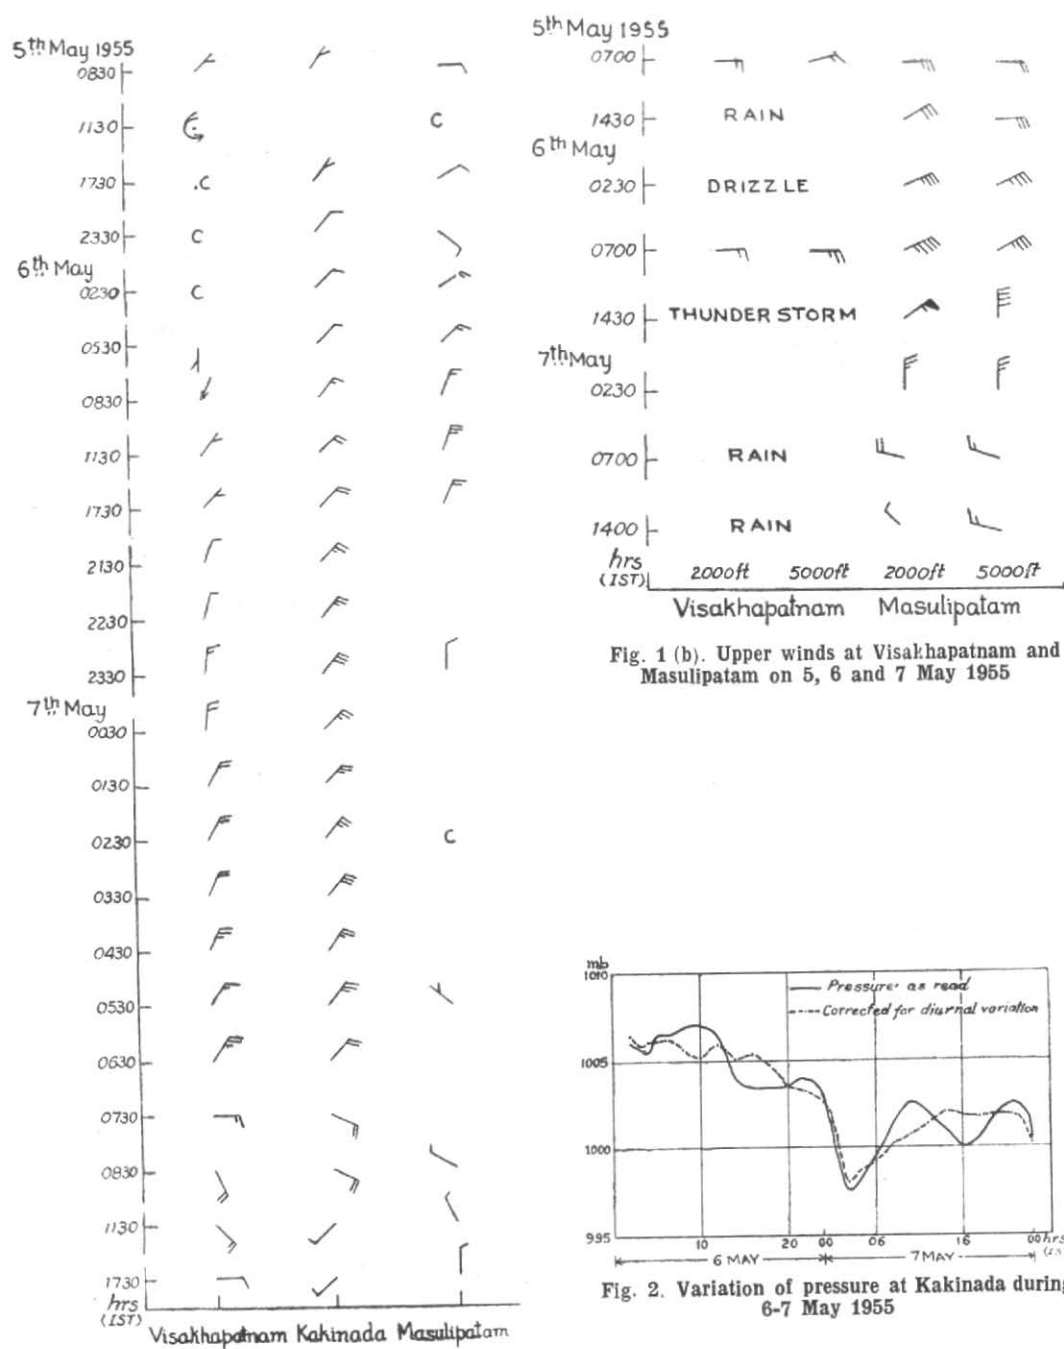 5th May 1955
0830
1130
C
1730
.C
2330
C
6th May
0230
C
0530
0830
1130
1730
2130
2230
2330
7th May
0030
0130
0230
C
0330
0430
0530
0630
0730
0830
1130
1730
hrs
(IST)
Visakhapatnam Kakinada Masulipatam
5th May 1955
0700
1430 RAIN
6th May
0230 DRIZZLE
0700
1430 THUNDER STORM
7th May
0230
0700 RAIN
1400 RAIN
hrs
(IST) 2000ft 5000ft 2000ft 5000ft
Visakhapatnam Masulipatam
Fig. 1 (b). Upper winds at Visakhapatnam and
Masulipatam on 5, 6 and 7 May 1955
mb
1010
Pressure as read
Corrected for diurnal variation
1005
1000
995
10 20 00 06 16 00 hrs
6 MAY 7 MAY
Fig. 2. Variation of pressure at Kakinada during
6-7 May 1955